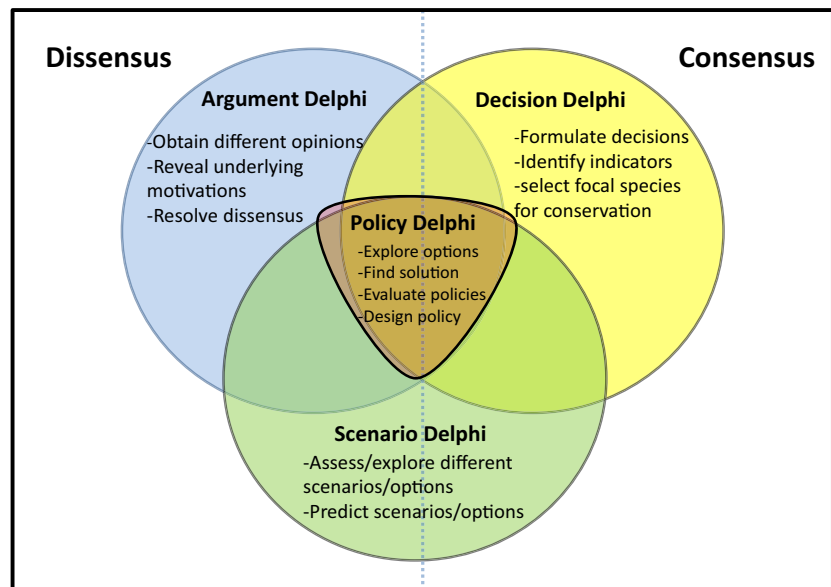 Dissensus
Consensus
Argument Delphi
-Obtain different opinions
-Reveal underlying
motivations
-Resolve dissensus
Decision Delphi
-Formulate decisions
-Identify indicators
-select focal species
for conservation
Policy Delphi
-Explore options
-Find solution
-Evaluate policies
-Design policy
Scenario Delphi
-Assess/explore different
scenarios/options
-Predict scenarios/options